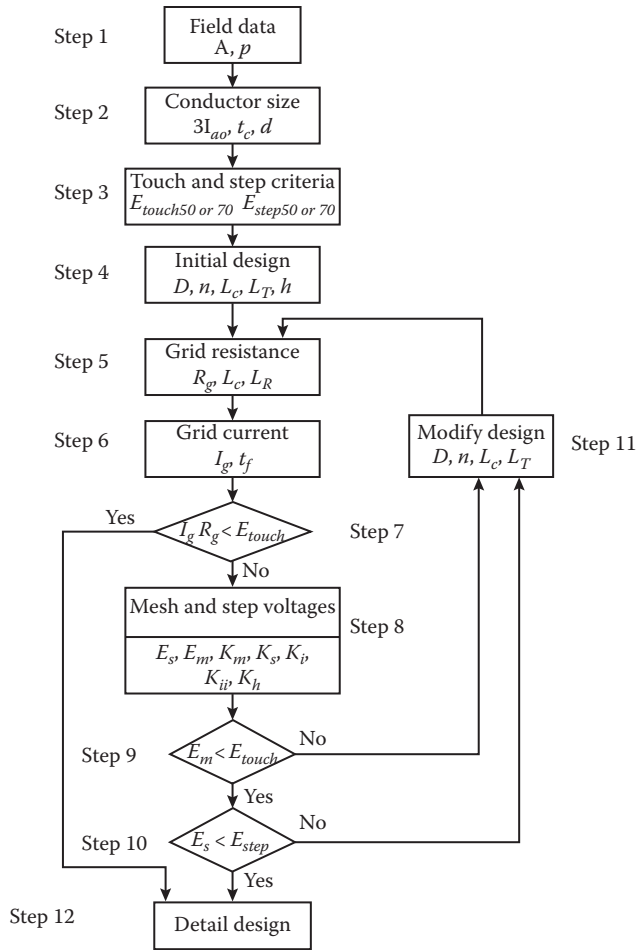 Step 1
Field data
A, p
Step 2
Conductor size
3I_ao, t_c, d
Step 3
Touch and step criteria
E_touch50 or 70 E_step50 or 70
Step 4
Initial design
D, n, L_c, L_T, h
Step 5
Grid resistance
R_g, L_c, L_R
Step 6
Grid current
I_g, t_f
Modify design
D, n, L_c, L_T
Step 11
Yes
I_g R_g < E_touch
Step 7
No
Mesh and step voltages
E_s, E_m, K_m, K_s, K_i,
K_ii, K_h
Step 8
Step 9
E_m < E_touch
No
Yes
Step 10
E_s < E_step
No
Yes
Step 12
Detail design